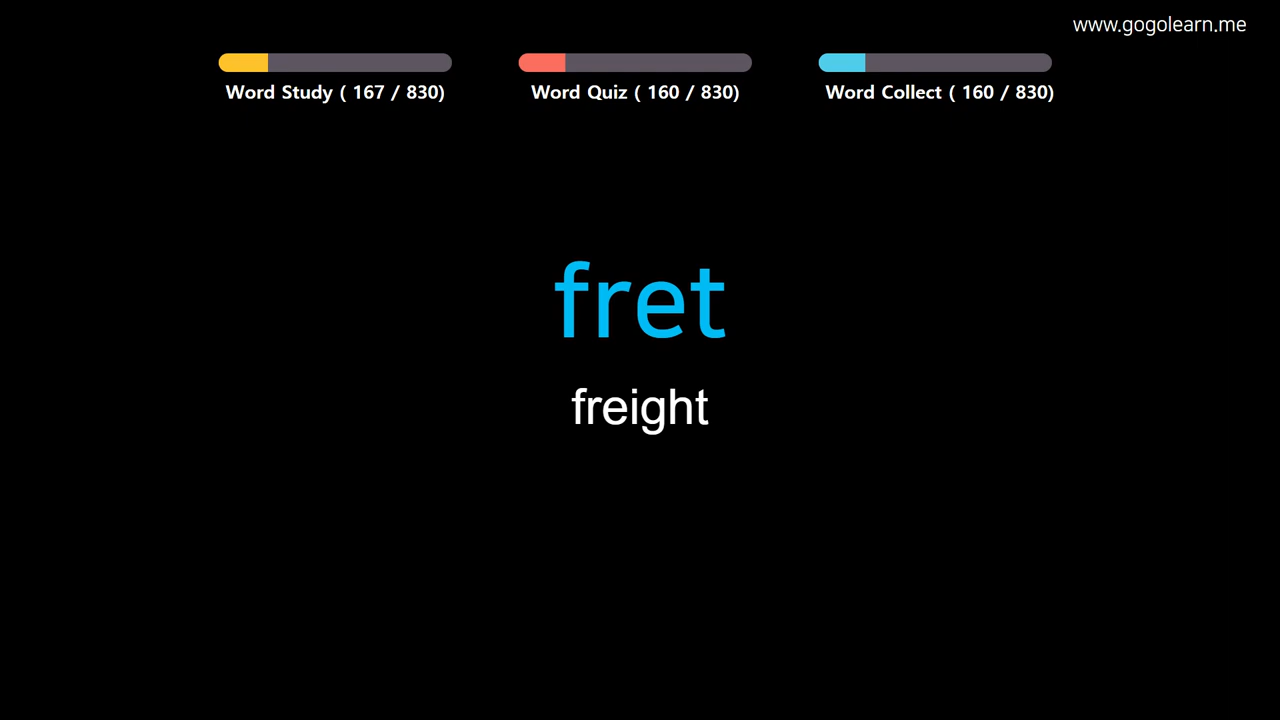 www.gogolearn.me
Word Study ( 167 / 830)
Word Quiz ( 160 / 830)
Word Collect ( 160 / 830)
fret
freight